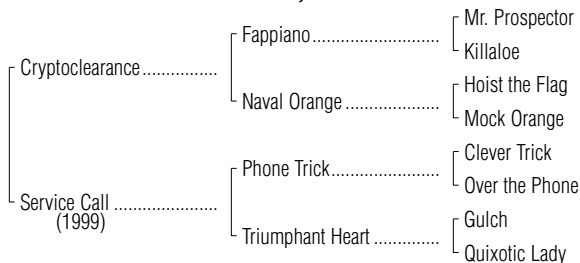 Mr. Prospector
Fappiano
Killaloe
Cryptoclearance
Hoist the Flag
Naval Orange
Mock Orange
Clever Trick
Phone Trick
Over the Phone
Service Call
(1999)
Gulch
Triumphant Heart
Quixotic Lady